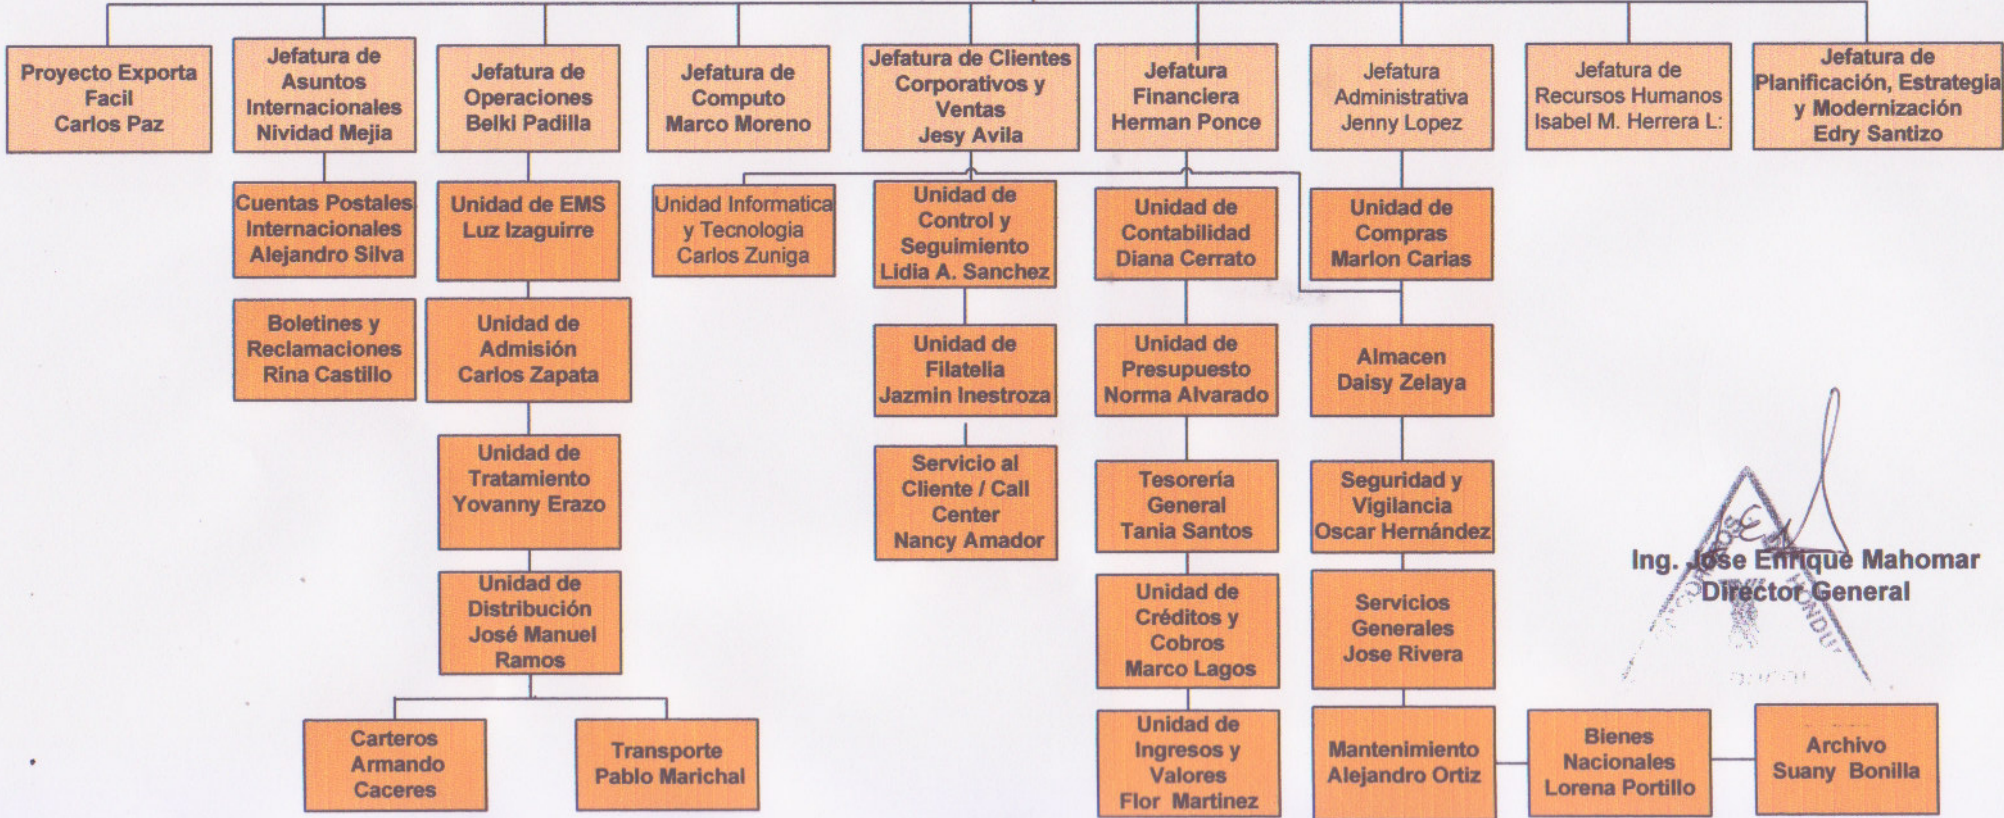 Proyecto Exporta
Facil
Carlos Paz
Jefatura de
Asuntos
Internacionales
Nividad Mejia
Jefatura de
Operaciones
Belki Padilla
Jefatura de
Computo
Marco Moreno
Jefatura de Clientes
Corporativos y
Ventas
Jesy Avila
Jefatura
Financiera
Herman Ponce
Jefatura
Administrativa
Jenny Lopez
Jefatura de
Recursos Humanos
Isabel M. Herrera L:
Jefatura de
Planificación, Estrategia
y Modernización
Edry Santizo
Cuentas Postales
Internacionales
Alejandro Silva
Unidad de EMS
Luz Izaguirre
Unidad Informatica
y Tecnologia
Carlos Zuniga
Unidad de
Control y
Seguimiento
Lidia A. Sanchez
Unidad de
Contabilidad
Diana Cerrato
Unidad de
Compras
Marlon Carias
Boletines y
Reclamaciones
Rina Castillo
Unidad de
Admisión
Carlos Zapata
Unidad de
Filatelia
Jazmin Inestroza
Unidad de
Presupuesto
Norma Alvarado
Almacen
Daisy Zelaya
Unidad de
Tratamiento
Yovanny Erazo
Servicio al
Cliente / Call
Center
Nancy Amador
Tesorería
General
Tania Santos
Seguridad y
Vigilancia
Oscar Hernández
Ing. Jose Enrique Mahomar
Director General
Unidad de
Distribución
José Manuel
Ramos
Unidad de
Créditos y
Cobros
Marco Lagos
Servicios
Generales
Jose Rivera
Carteros
Armando
Caceres
Transporte
Pablo Marichal
Unidad de
Ingresos y
Valores
Flor Martinez
Mantenimiento
Alejandro Ortiz
Bienes
Nacionales
Lorena Portillo
Archivo
Suany Bonilla